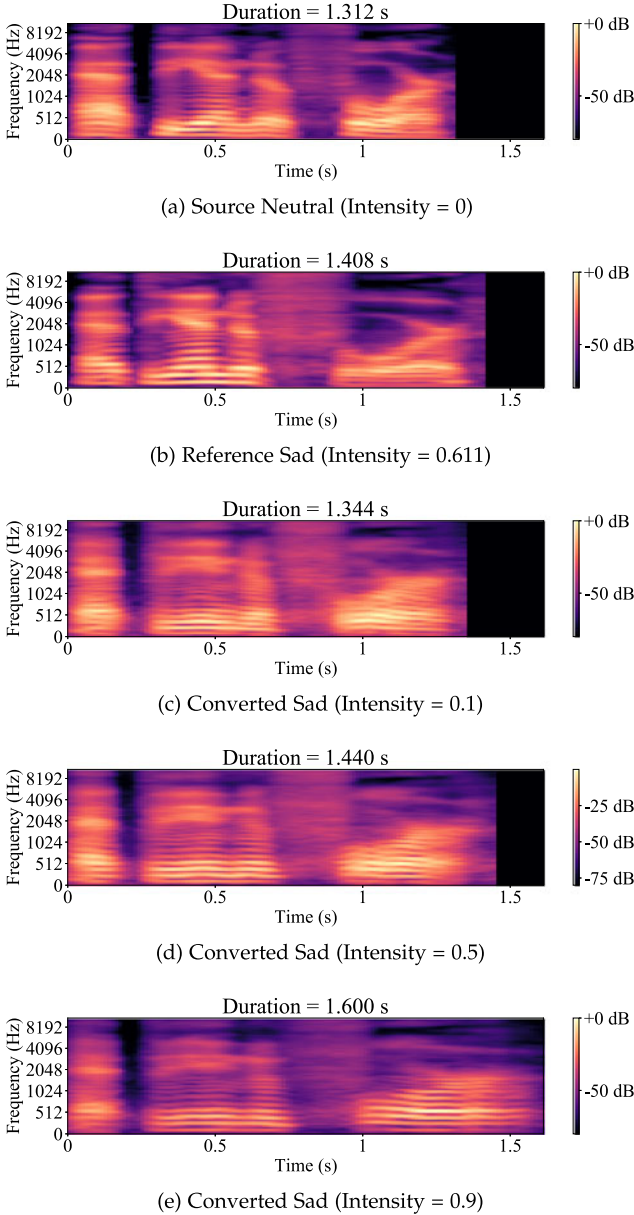 Duration = 1.312 s
Frequency (Hz)
8192
4096
2048
1024
512
0
0 0.5 1 1.5
Time (s)
+0 dB
-50 dB
(a) Source Neutral (Intensity = 0)
Duration = 1.408 s
Frequency (Hz)
8192
4096
2048
1024
512
0
0 0.5 1 1.5
Time (s)
+0 dB
-50 dB
(b) Reference Sad (Intensity = 0.611)
Duration = 1.344 s
Frequency (Hz)
8192
4096
2048
1024
512
0
0 0.5 1 1.5
Time (s)
+0 dB
-50 dB
(c) Converted Sad (Intensity = 0.1)
Duration = 1.440 s
Frequency (Hz)
8192
4096
2048
1024
512
0
0 0.5 1 1.5
Time (s)
-25 dB
-50 dB
-75 dB
(d) Converted Sad (Intensity = 0.5)
Duration = 1.600 s
Frequency (Hz)
8192
4096
2048
1024
512
0
0 0.5 1 1.5
Time (s)
+0 dB
-50 dB
(e) Converted Sad (Intensity = 0.9)